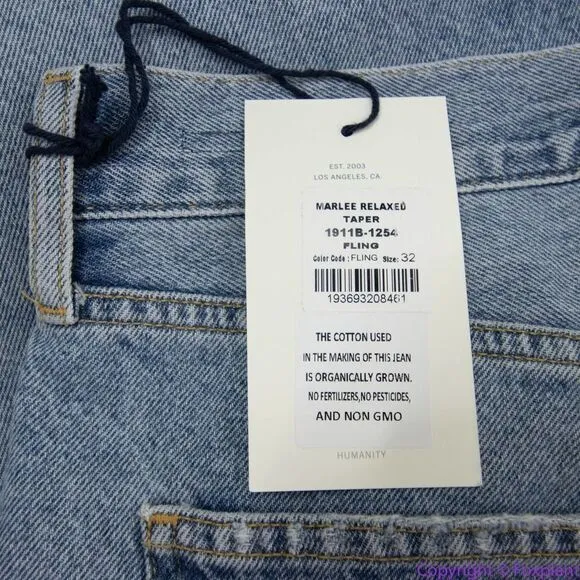 EST. 2003
LOS ANGELES, CA
MARLEE RELAXED
TAPER
1911B-1254
FLING
Color Code : FLING Size: 32
193693208461
THE COTTON USED
IN THE MAKING OF THIS JEAN
IS ORGANICALLY GROWN.
NO FERTILIZERS,NO PESTICIDES,
AND NON GMO
HUMANITY
Copyright © Foxplanit